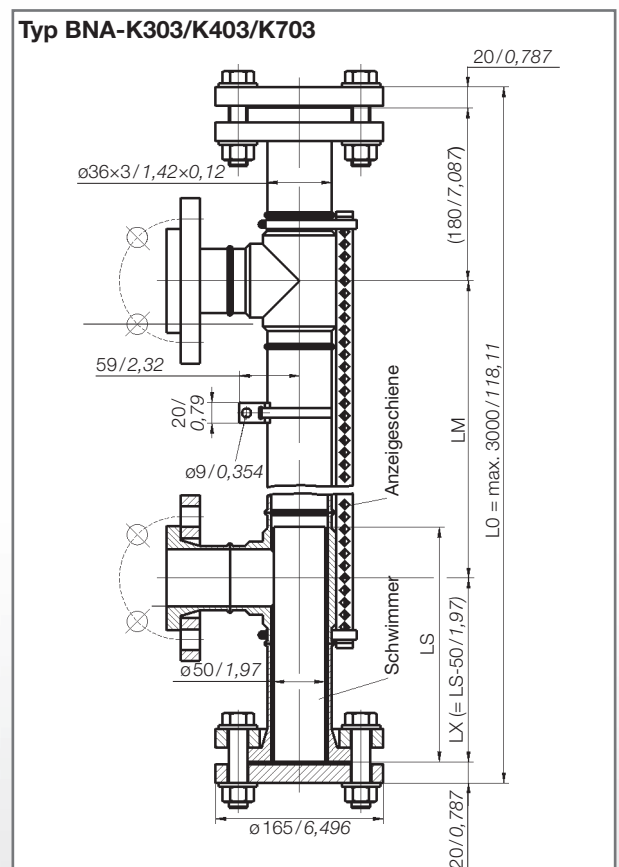 Typ BNA-K303/K403/K703
20/0,787
ø36×3/1,42×0,12
(180/7,087)
59/2,32
20/
0,79
ø9/0,354
Anzeigeschiene
LM
L0 = max. 3000/118,11
ø50/1,97
Schwimmer
LS
LX (= LS-50/1,97)
ø165/6,496
20/0,787